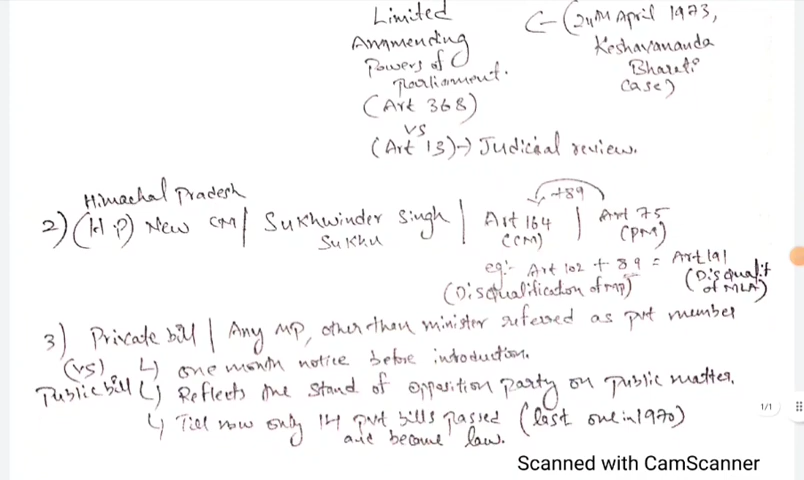 Limited
Ammending
Powers of
Parliament.
(Art 368)
vs
(Art 13) → Judicial review.
← (24th April 1973,
Keshavananda
Bharati
case)
Himachal Pradesh
2) (H.P) New CM | Sukhwinder Singh | Art 164 | Art 75
Sukhu (CM) (PM)
+89
eg:- Art 102 + 89 = Art 191
(Disqualification of MP) (Disqualif
of MLA)
3) Private bill | Any MP, other than minister referred as pvt member
(vs) ↳ one month notice before introduction.
Public bill ↳ Reflects the stand of opposition party on public matter.
↳ Till now only 14 pvt bills passed (last one in 1970)
and become law.
1/1
Scanned with CamScanner